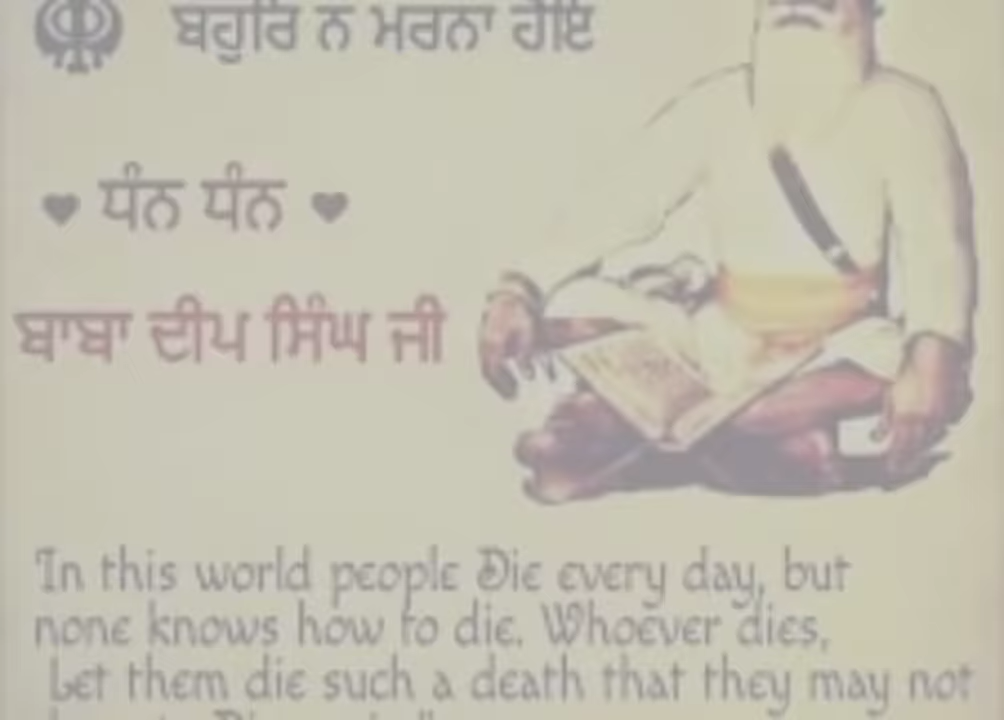 ਬਹੁਰਿ ਨ ਮਰਨਾ ਹੋਇ
ਧੰਨ ਧੰਨ
ਬਾਬਾ ਦੀਪ ਸਿੰਘ ਜੀ
In this world people Die every day, but
none knows how to die. Whoever dies,
Let them die such a death that they may not